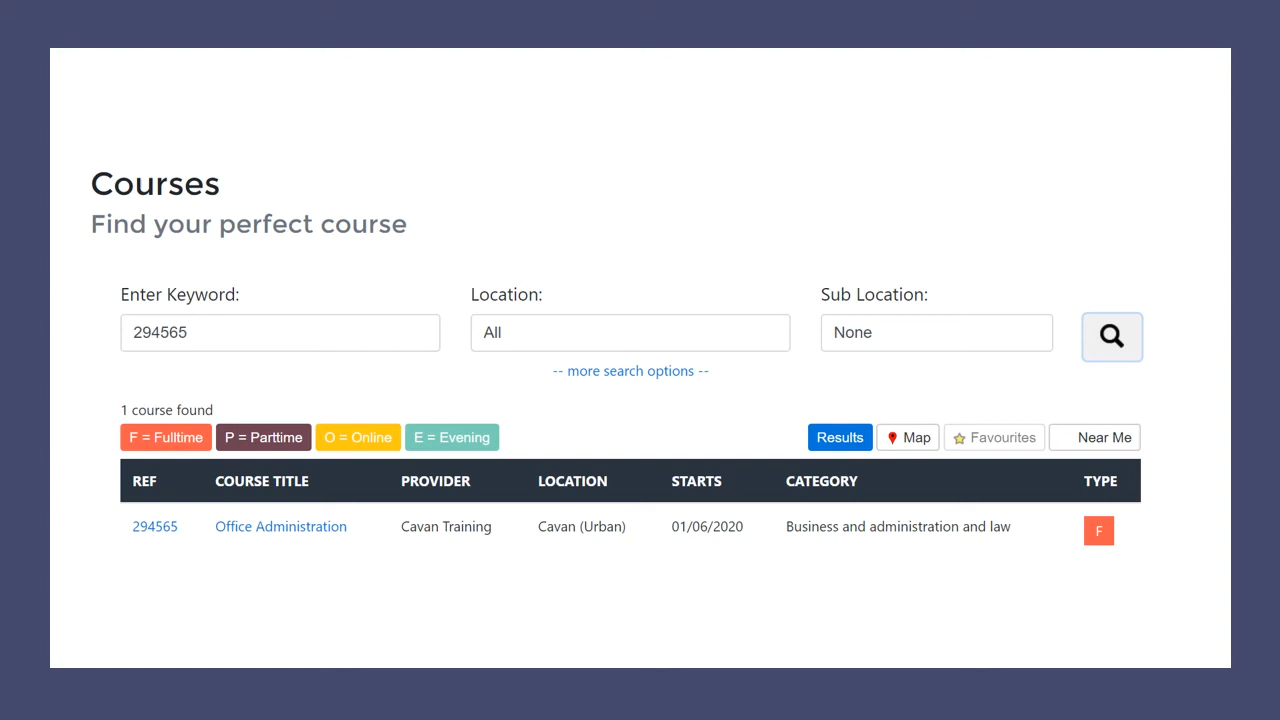 Courses
Find your perfect course
Enter Keyword: Location: Sub Location:
294565 All None
-- more search options --
1 course found
F = Fulltime P = Parttime O = Online E = Evening Results Map Favourites Near Me
REF COURSE TITLE PROVIDER LOCATION STARTS CATEGORY TYPE
294565 Office Administration Cavan Training Cavan (Urban) 01/06/2020 Business and administration and law F